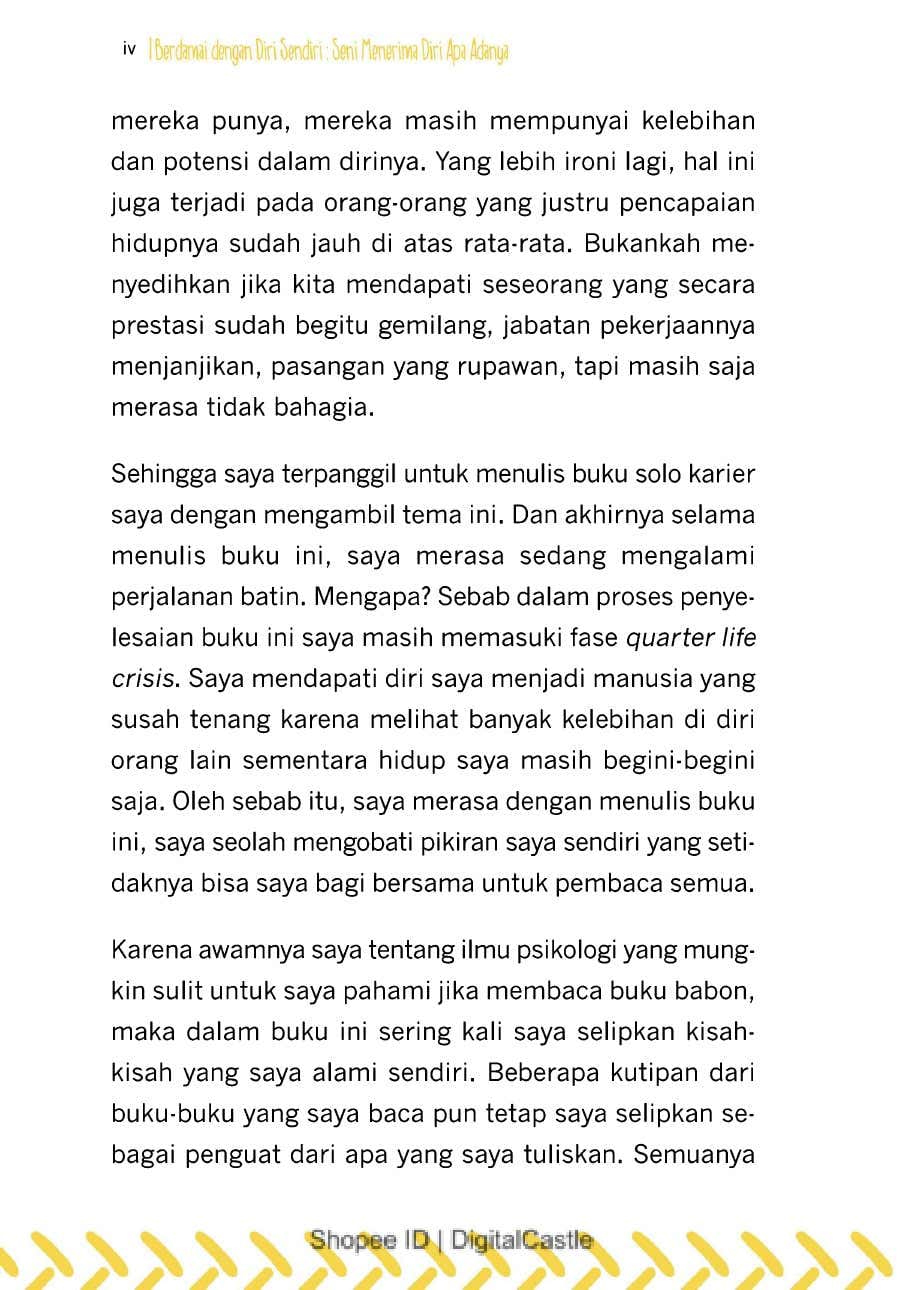 iv | Berdamai dengan Diri Sendiri : Seni Menerima Diri Apa Adanya
mereka punya, mereka masih mempunyai kelebihan
dan potensi dalam dirinya. Yang lebih ironi lagi, hal ini
juga terjadi pada orang-orang yang justru pencapaian
hidupnya sudah jauh di atas rata-rata. Bukankah me-
nyedihkan jika kita mendapati seseorang yang secara
prestasi sudah begitu gemilang, jabatan pekerjaannya
menjanjikan, pasangan yang rupawan, tapi masih saja
merasa tidak bahagia.
Sehingga saya terpanggil untuk menulis buku solo karier
saya dengan mengambil tema ini. Dan akhirnya selama
menulis buku ini, saya merasa sedang mengalami
perjalanan batin. Mengapa? Sebab dalam proses penye-
lesaian buku ini saya masih memasuki fase quarter life
crisis. Saya mendapati diri saya menjadi manusia yang
susah tenang karena melihat banyak kelebihan di diri
orang lain sementara hidup saya masih begini-begini
saja. Oleh sebab itu, saya merasa dengan menulis buku
ini, saya seolah mengobati pikiran saya sendiri yang seti-
daknya bisa saya bagi bersama untuk pembaca semua.
Karena awamnya saya tentang ilmu psikologi yang mung-
kin sulit untuk saya pahami jika membaca buku babon,
maka dalam buku ini sering kali saya selipkan kisah-
kisah yang saya alami sendiri. Beberapa kutipan dari
buku-buku yang saya baca pun tetap saya selipkan se-
bagai penguat dari apa yang saya tuliskan. Semuanya
Shopee ID | DigitalCastle